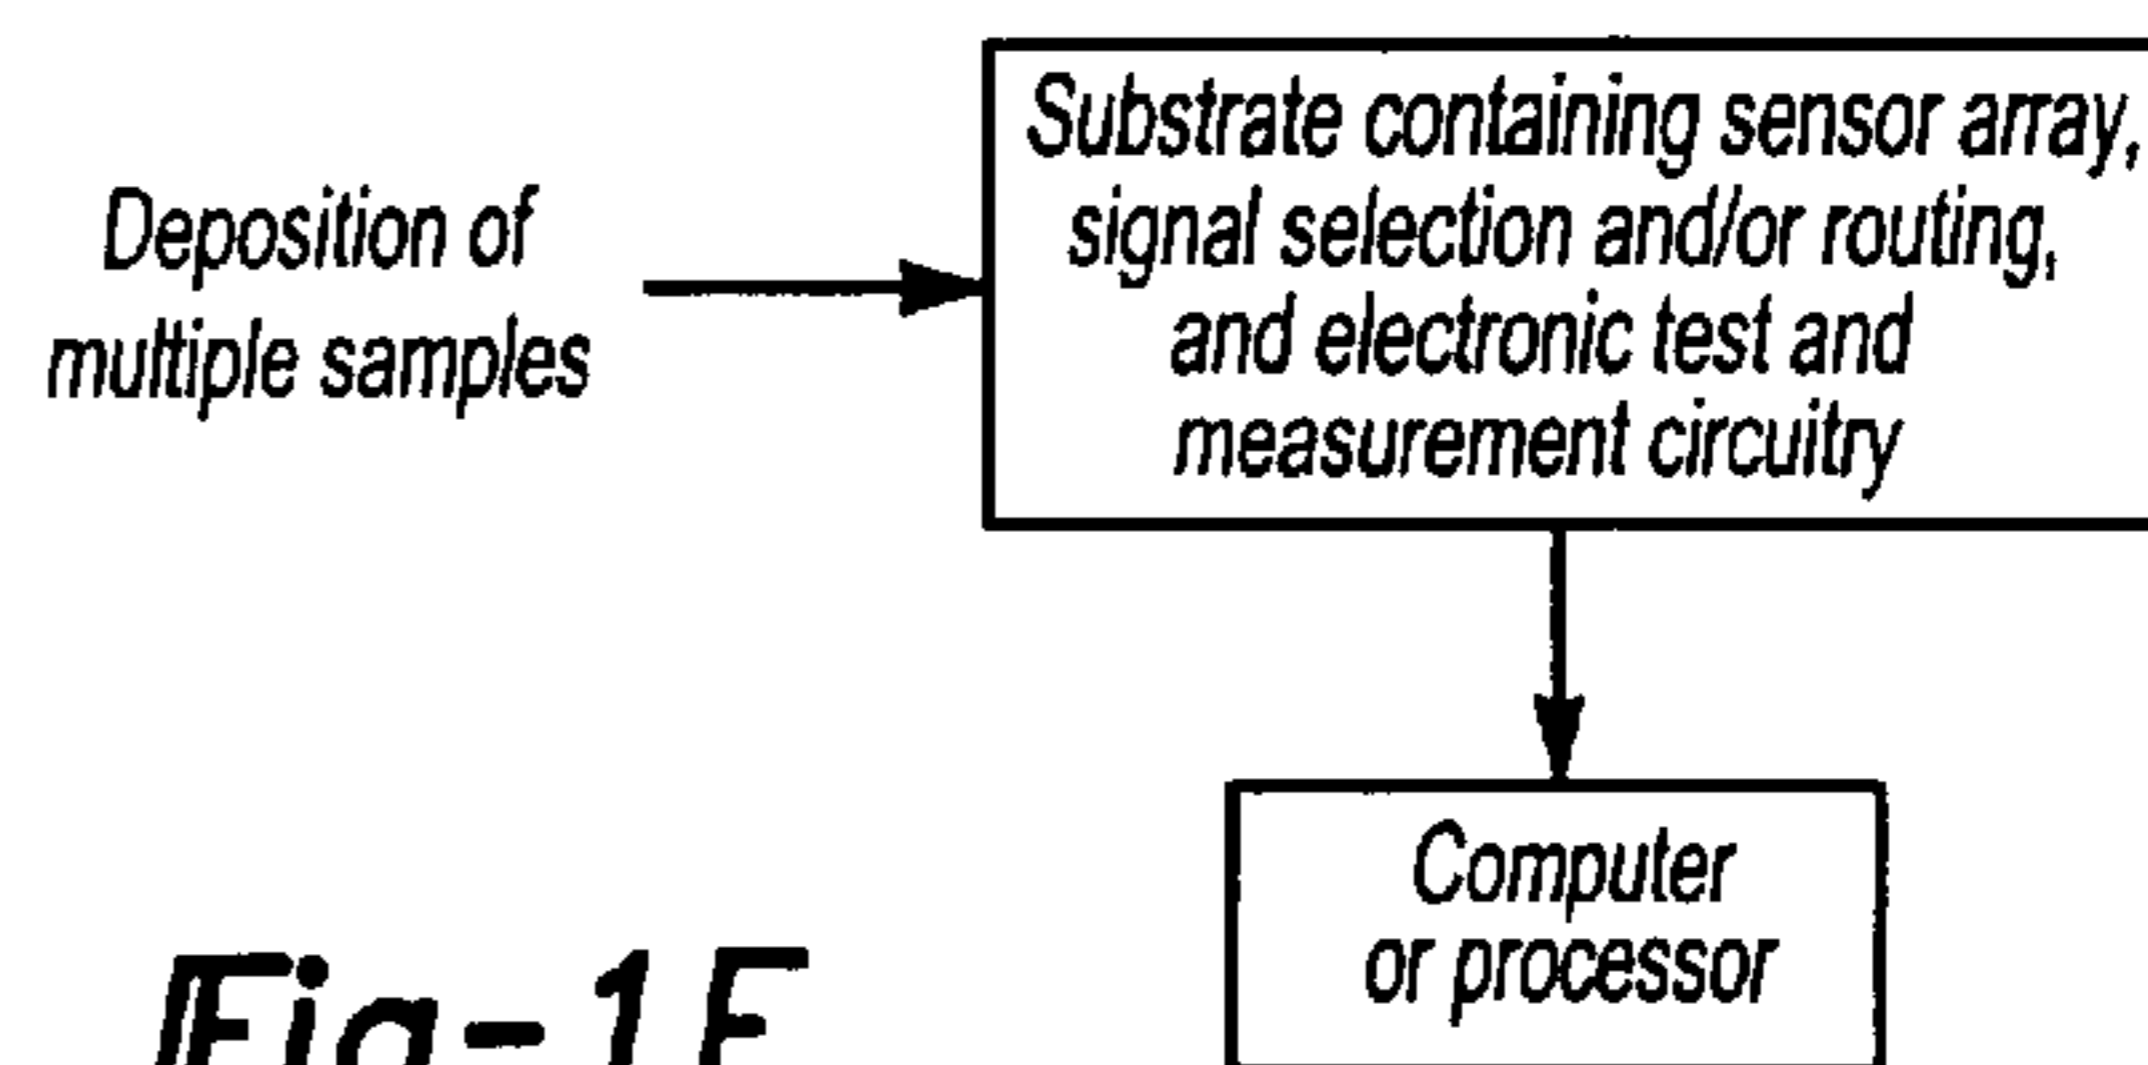 Deposition of
multiple samples
Substrate containing sensor array,
signal selection and/or routing,
and electronic test and
measurement circuitry
Computer
or processor